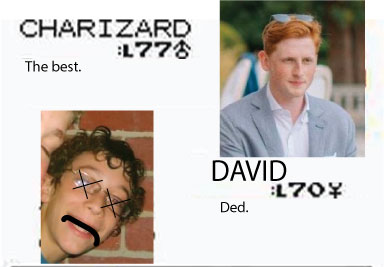 CHARIZARD
:L77♂
The best.
DAVID
:L70¥
Ded.